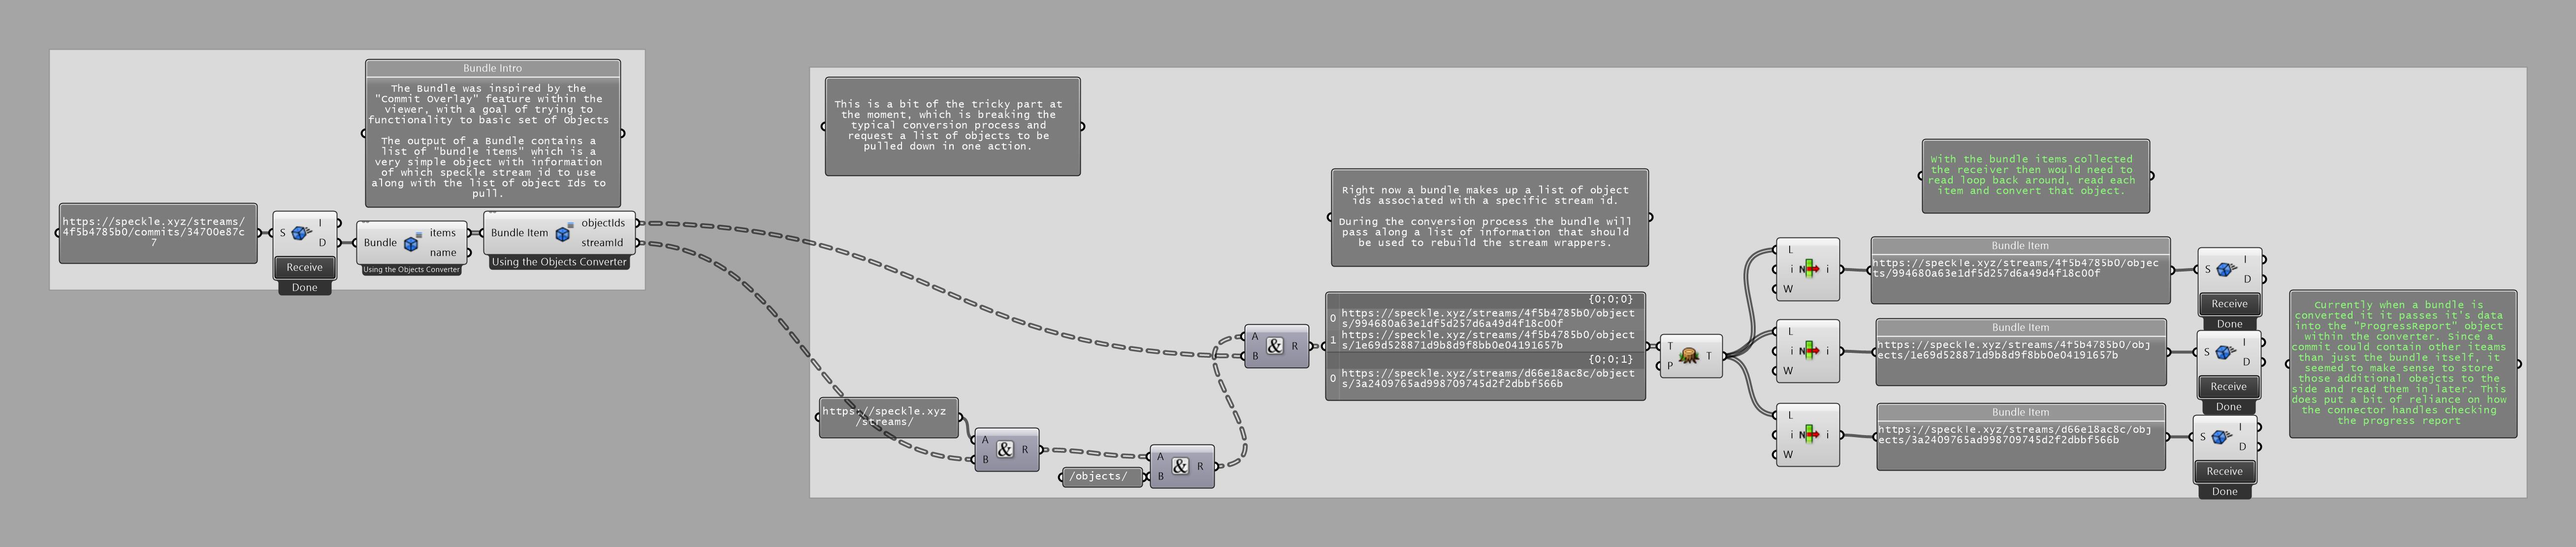 Bundle Intro
The Bundle was inspired by the
"Commit Overlay" feature within the
viewer, with a goal of trying to
functionality to basic set of Objects
The output of a Bundle contains a
list of "bundle items" which is a
very simple object with information
of which speckle stream id to use
along with the list of object Ids to
pull.
https://speckle.xyz/streams/
4f5b4785b0/commits/34700e87c
7
S
I
D
Receive
Done
Bundle
items
name
Using the Objects Converter
Bundle Item
objectIds
streamId
Using the Objects Converter
This is a bit of the tricky part at
the moment, which is breaking the
typical conversion process and
request a list of objects to be
pulled down in one action.
https://speckle.xyz
/streams/
A
B
&
R
/objects/
A
B
&
R
A
B
&
R
Right now a bundle makes up a list of object
ids associated with a specific stream id.
During the conversion process the bundle will
pass along a list of information that should
be used to rebuild the stream wrappers.
{0;0;0}
0 https://speckle.xyz/streams/4f5b4785b0/object
s/994680a63e1df5d257d6a49d4f18c00f
1 https://speckle.xyz/streams/4f5b4785b0/object
s/1e69d528871d9b8d9f8bb0e04191657b
{0;0;1}
0 https://speckle.xyz/streams/d66e18ac8c/object
s/3a2409765ad998709745d2f2dbbf566b
T
P
T
L
i
W
N
i
L
i
W
N
i
L
i
W
N
i
With the bundle items collected
the receiver then would need to
read loop back around, read each
item and convert that object.
Bundle Item
https://speckle.xyz/streams/4f5b4785b0/objec
ts/994680a63e1df5d257d6a49d4f18c00f
Bundle Item
https://speckle.xyz/streams/4f5b4785b0/obj
ects/1e69d528871d9b8d9f8bb0e04191657b
Bundle Item
https://speckle.xyz/streams/d66e18ac8c/obj
ects/3a2409765ad998709745d2f2dbbf566b
S
I
D
Receive
Done
S
I
D
Receive
Done
S
I
D
Receive
Done
Currently when a bundle is
converted it it passes it's data
into the "ProgressReport" object
within the converter. Since a
commit could contain other iteams
than just the bundle itself, it
seemed to make sense to store
those additional obejcts to the
side and read them in later. This
does put a bit of reliance on how
the connector handles checking
the progress report